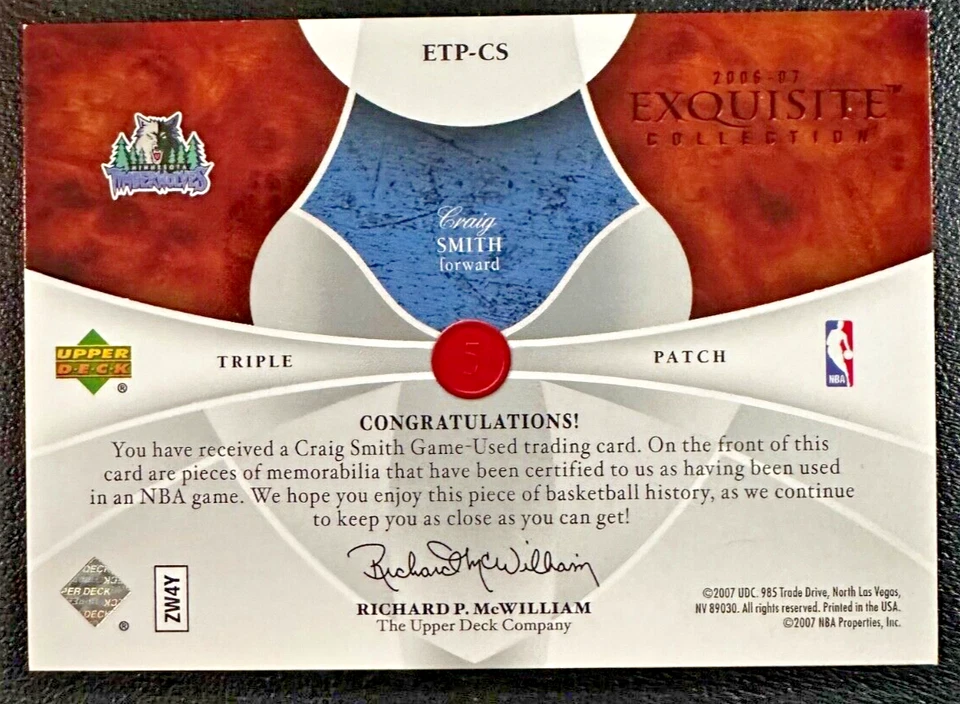 ETP-CS
2006-07
EXQUISITE™
COLLECTION
TIMBERWOLVES
Craig
SMITH
forward
5
UPPER
D·E·C·K
®
TRIPLE
PATCH
NBA
CONGRATULATIONS!
You have received a Craig Smith Game-Used trading card. On the front of this
card are pieces of memorabilia that have been certified to us as having been used
in an NBA game. We hope you enjoy this piece of basketball history, as we continue
to keep you as close as you can get!
Richard McWilliam
RICHARD P. McWILLIAM
The Upper Deck Company
PER DECK
®
ZW4Y
©2007 UDC. 985 Trade Drive, North Las Vegas,
NV 89030. All rights reserved. Printed in the USA.
©2007 NBA Properties, Inc.